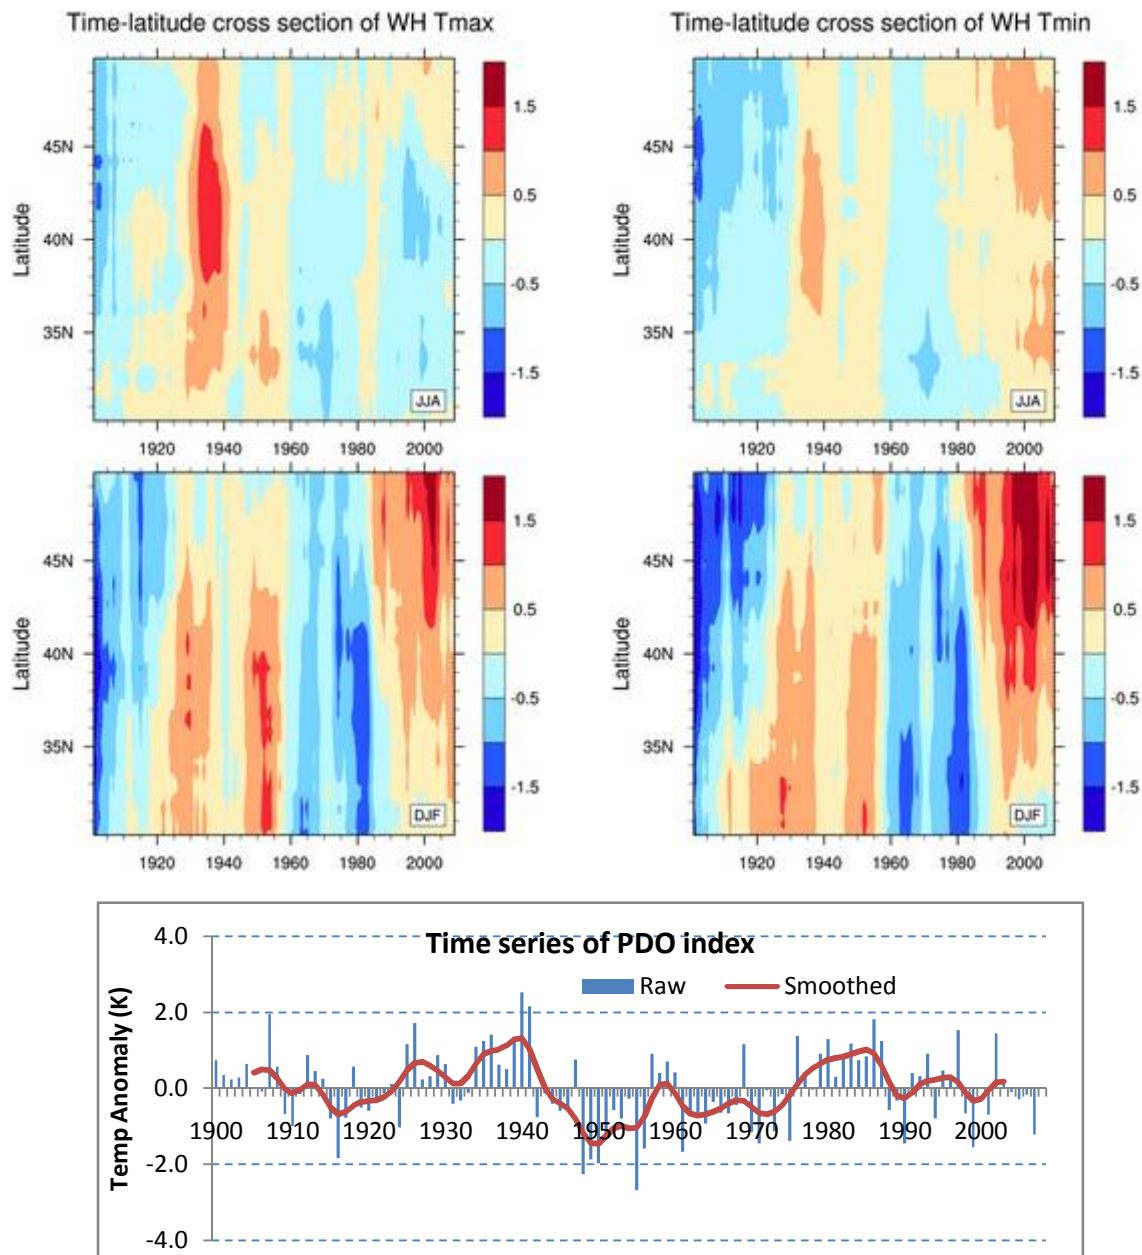 Time-latitude cross section of WH Tmax
Time-latitude cross section of WH Tmin
Latitude
45N
40N
35N
JJA
1920 1940 1960 1980 2000
1.5
0.5
-0.5
-1.5
Latitude
45N
40N
35N
JJA
1920 1940 1960 1980 2000
1.5
0.5
-0.5
-1.5
Latitude
45N
40N
35N
DJF
1920 1940 1960 1980 2000
1.5
0.5
-0.5
-1.5
Latitude
45N
40N
35N
DJF
1920 1940 1960 1980 2000
1.5
0.5
-0.5
-1.5
Time series of PDO index
Raw Smoothed
Temp Anomaly (K)
4.0
2.0
0.0
-2.0
-4.0
1900 1910 1920 1930 1940 1950 1960 1970 1980 1990 2000